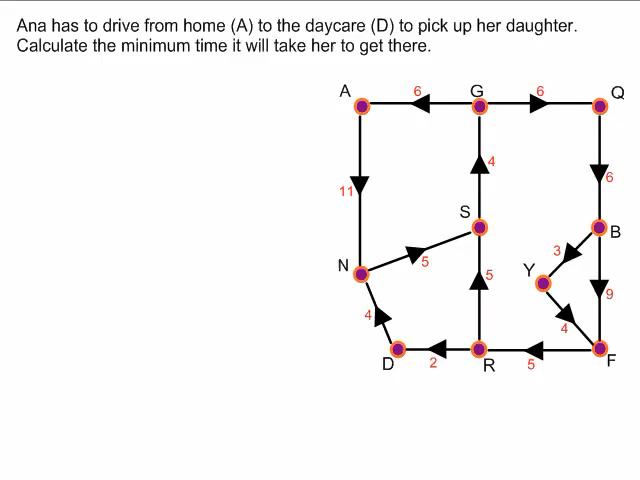 Ana has to drive from home (A) to the daycare (D) to pick up her daughter.
Calculate the minimum time it will take her to get there.
A 6 G 6 Q
11 4 6
S
N 5 5 Y 3 B
4 4 9
D 2 R 5 F